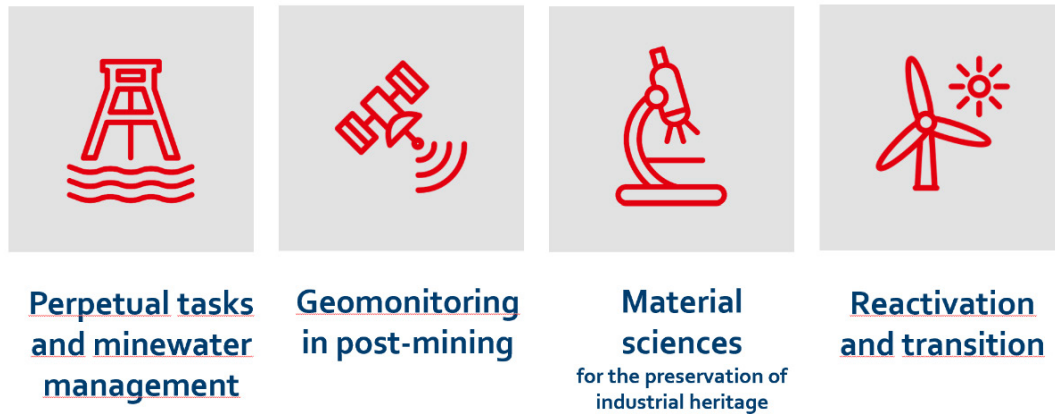 Perpetual tasks
and minewater
management
Geomonitoring
in post-mining
Material
sciences
for the preservation of
industrial heritage
Reactivation
and transition